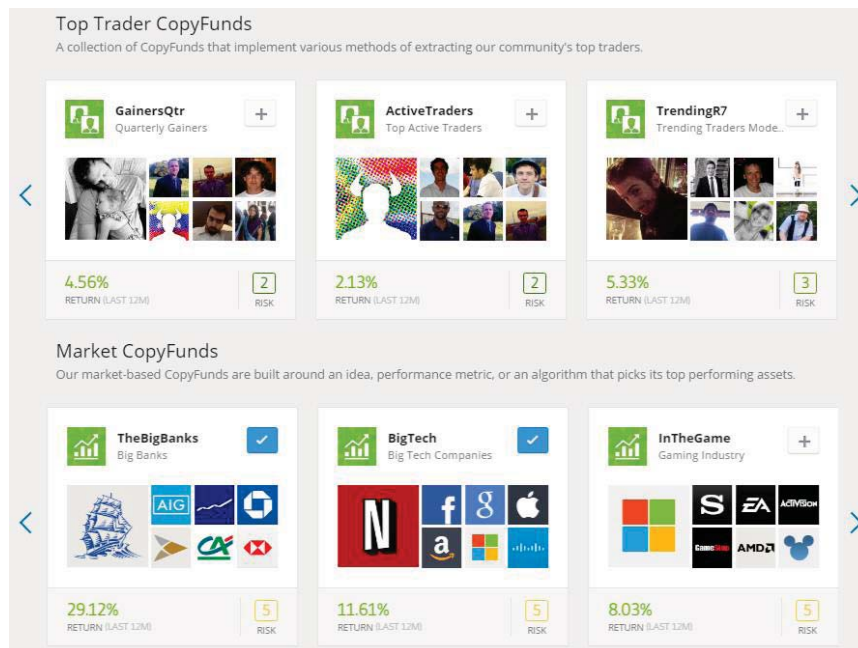 Top Trader CopyFunds
A collection of CopyFunds that implement various methods of extracting our community's top traders.
GainersQtr
Quarterly Gainers
+
ActiveTraders
Top Active Traders
+
TrendingR7
Trending Traders Mode..
+
4.56%
RETURN (LAST 12M)
2
RISK
2.13%
RETURN (LAST 12M)
2
RISK
5.33%
RETURN (LAST 12M)
3
RISK
Market CopyFunds
Our market-based CopyFunds are built around an idea, performance metric, or an algorithm that picks its top performing assets.
TheBigBanks
Big Banks
BigTech
Big Tech Companies
InTheGame
Gaming Industry
+
AIG
CA
N
f
g
a
S
EA
ACTIVISION
GameStop
AMD
29.12%
RETURN (LAST 12M)
5
RISK
11.61%
RETURN (LAST 12M)
5
RISK
8.03%
RETURN (LAST 12M)
5
RISK